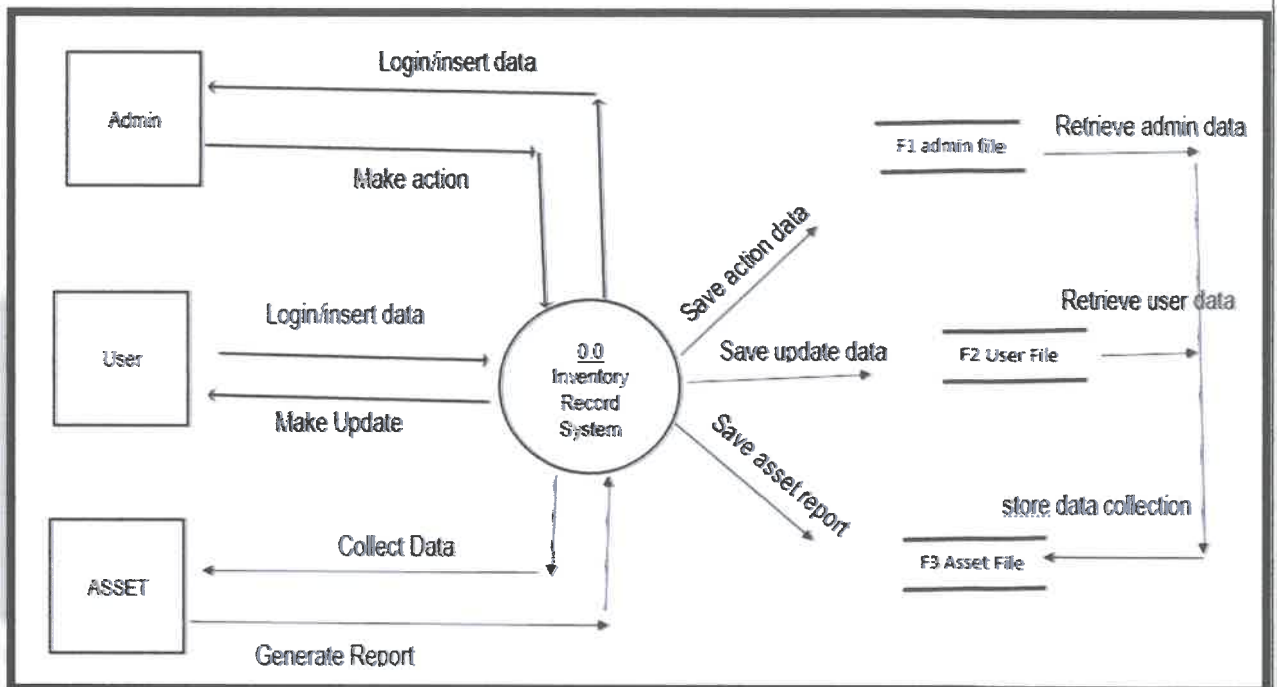 Login/insert data
Admin
Make action
F1 admin file
Retrieve admin data
Save action data
Login/insert data
User
Make Update
0.0
Inventory
Record
System
Save update data
Retrieve user data
F2 User File
Save asset report
store data collection
ASSET
Collect Data
Generate Report
F3 Asset File